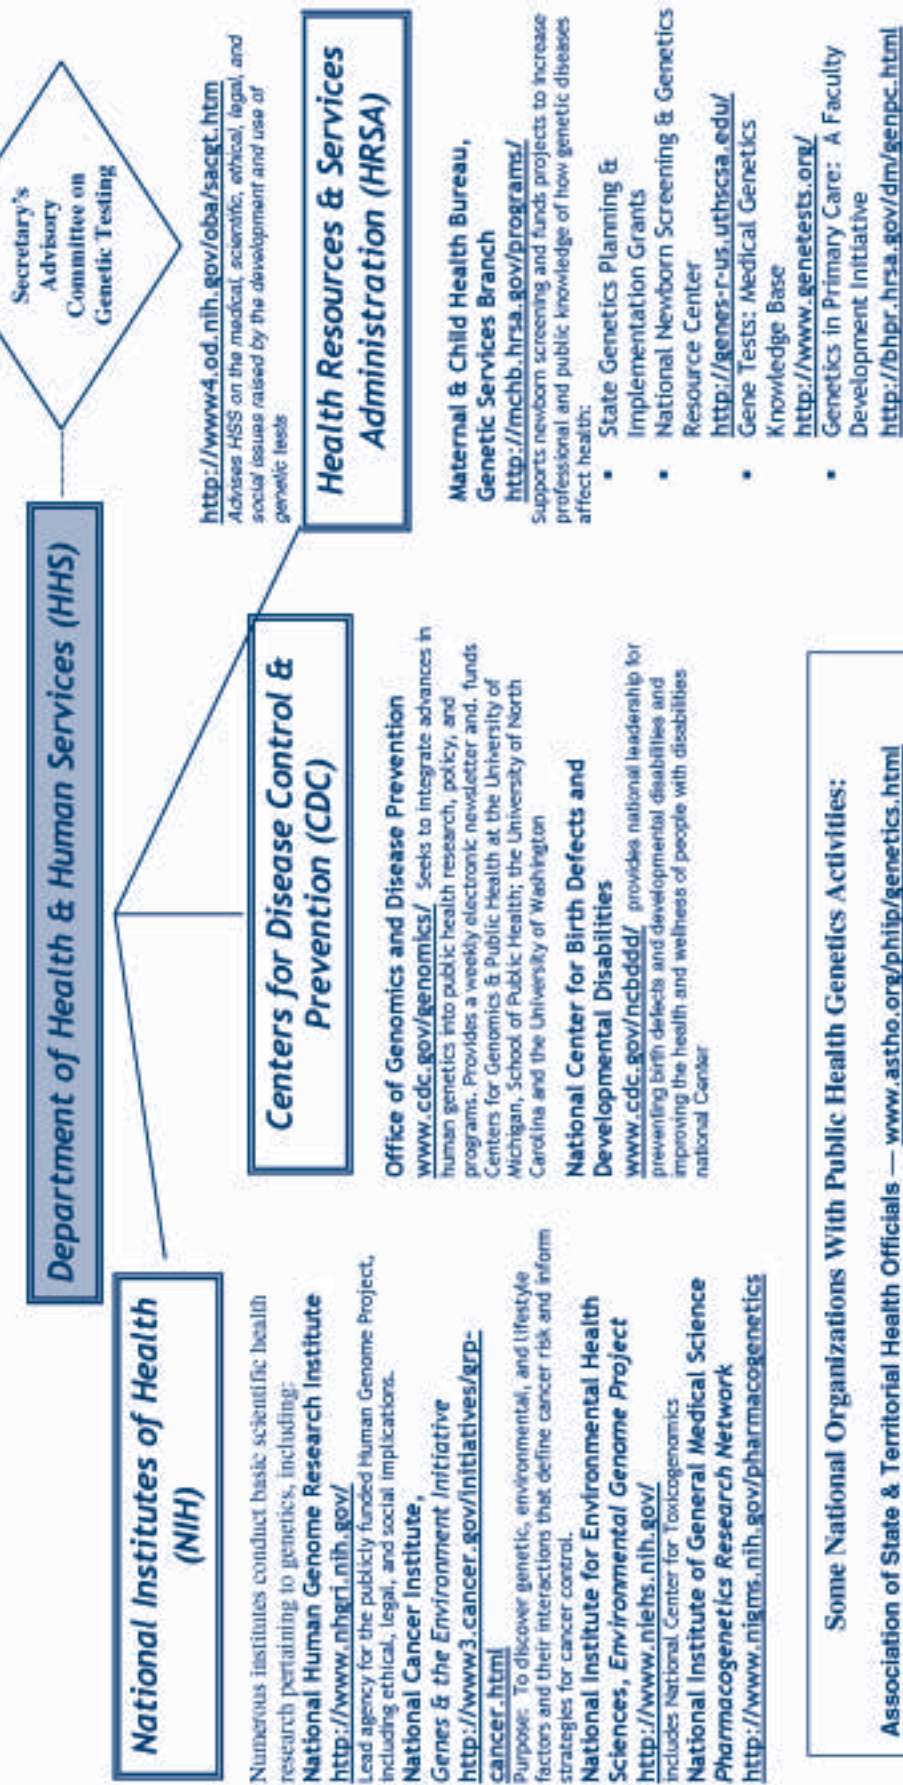 Department of Health & Human Services (HHS)
Secretary's
Advisory
Committee on
Genetic Testing
http://www4.od.nih.gov/oba/sacgt.htm
Advises HSS on the medical, scientific, ethical, legal, and
social issues raised by the development and use of
genetic tests
National Institutes of Health
(NIH)
Numerous institutes conduct basic scientific health
research pertaining to genetics, including:
National Human Genome Research Institute
http://www.nhgri.nih.gov/
Lead agency for the publicly funded Human Genome Project,
including ethical, legal, and social implications.
National Cancer Institute,
Genes & the Environment Initiative
http://www3.cancer.gov/initiatives/grp-
cancer.html
Purpose: To discover genetic, environmental, and lifestyle
factors and their interactions that define cancer risk and inform
strategies for cancer control.
National Institute for Environmental Health
Sciences, Environmental Genome Project
http://www.niehs.nih.gov/
includes National Center for Toxicogenomics
National Institute of General Medical Science
Pharmacogenetics Research Network
http://www.nigms.nih.gov/pharmacogenetics
Centers for Disease Control &
Prevention (CDC)
Office of Genomics and Disease Prevention
www.cdc.gov/genomics/ Seeks to integrate advances in
human genetics into public health research, policy, and
programs. Provides a weekly electronic newsletter and. funds
Centers for Genomics & Public Health at the University of
Michigan, School of Public Health; the University of North
Carolina and the University of Washington
National Center for Birth Defects and
Developmental Disabilities
www.cdc.gov/ncbddd/ provides national leadership for
preventing birth defects and developmental disabilities and
improving the health and wellness of people with disabilities
national Center
Health Resources & Services
Administration (HRSA)
Maternal & Child Health Bureau,
Genetic Services Branch
http://mchb.hrsa.gov/programs/
Supports newborn screening and funds projects to increase
professional and public knowledge of how genetic diseases
affect health:
• State Genetics Planning &
Implementation Grants
• National Newborn Screening & Genetics
Resource Center
http://genes-r-us.uthscsa.edu/
• Gene Tests: Medical Genetics
Knowledge Base
http://www.genetests.org/
• Genetics in Primary Care: A Faculty
Development Initiative
http://bhpr.hrsa.gov/dm/genpc.html
Some National Organizations With Public Health Genetics Activities:
Association of State & Territorial Health Officials — www.astho.org/phiip/genetics.html